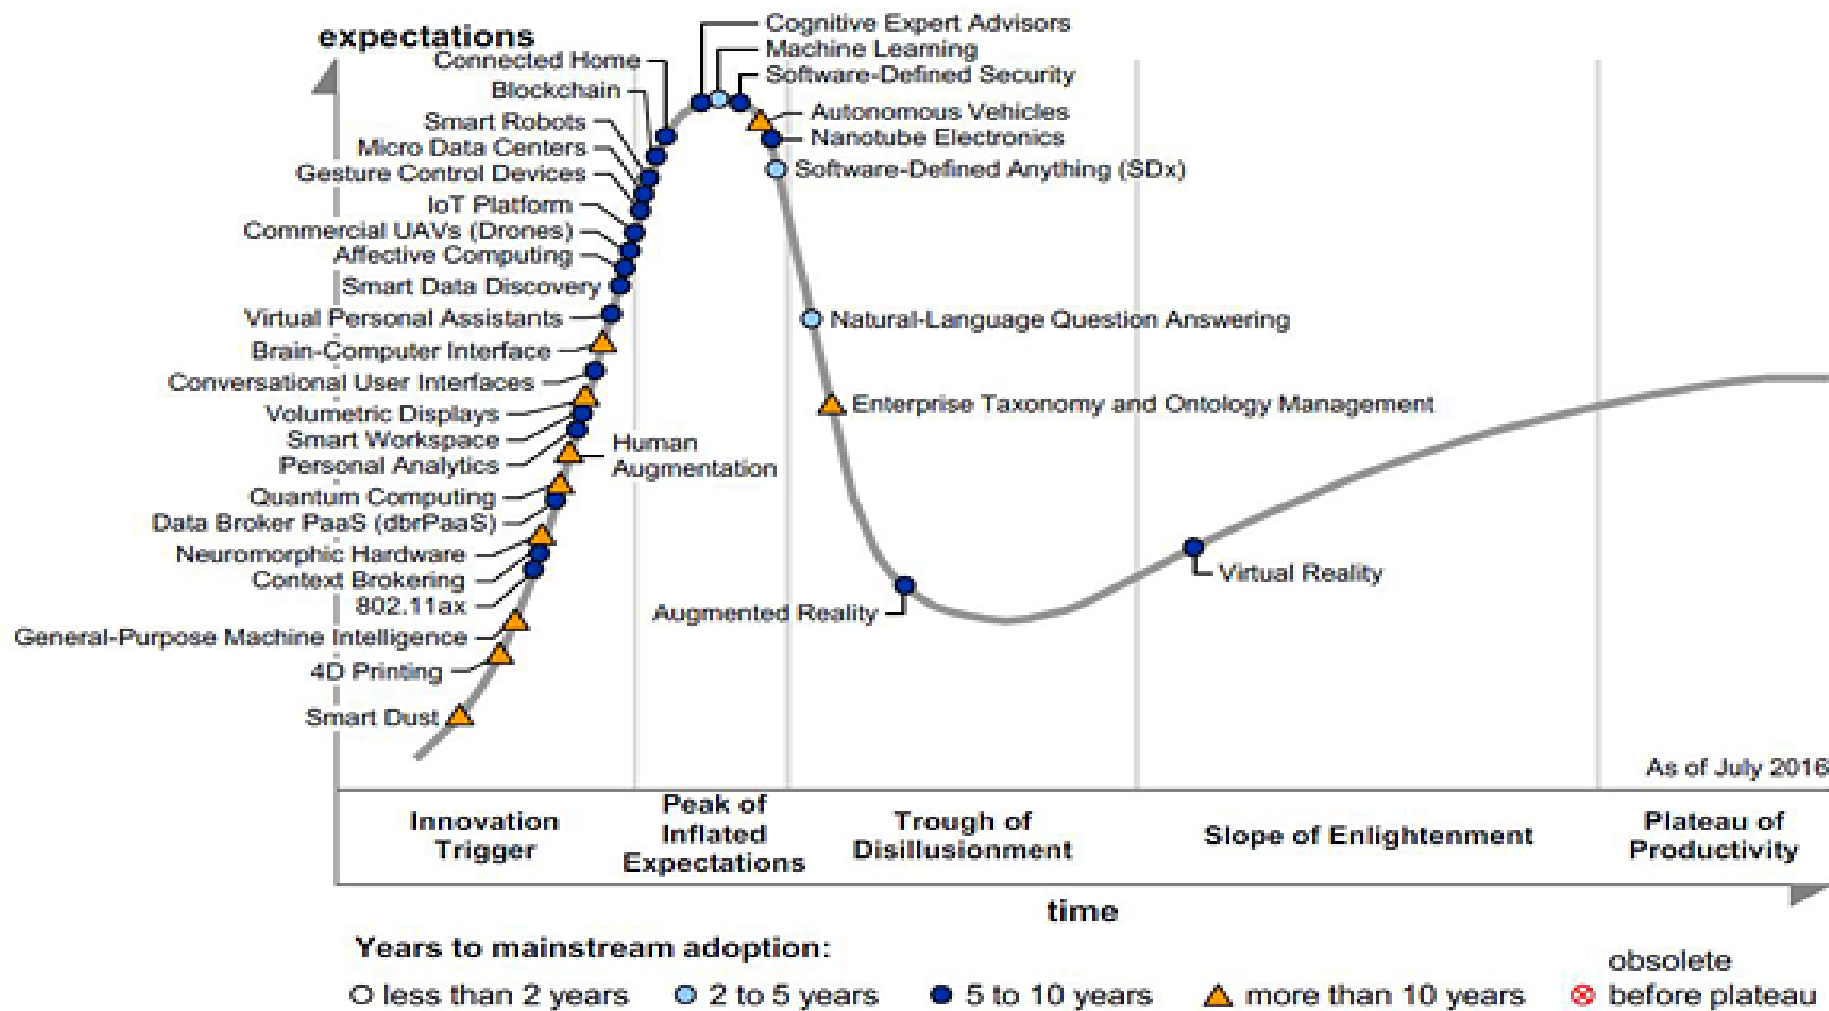 expectations
Connected Home
Blockchain
Smart Robots
Micro Data Centers
Gesture Control Devices
IoT Platform
Commercial UAVs (Drones)
Affective Computing
Smart Data Discovery
Virtual Personal Assistants
Brain-Computer Interface
Conversational User Interfaces
Volumetric Displays
Smart Workspace
Personal Analytics
Quantum Computing
Data Broker PaaS (dbrPaaS)
Neuromorphic Hardware
Context Brokering
802.11ax
General-Purpose Machine Intelligence
4D Printing
Smart Dust
Human
Augmentation
Cognitive Expert Advisors
Machine Learning
Software-Defined Security
Autonomous Vehicles
Nanotube Electronics
Software-Defined Anything (SDx)
Natural-Language Question Answering
Enterprise Taxonomy and Ontology Management
Augmented Reality
Virtual Reality
As of July 2016
Innovation
Trigger
Peak of
Inflated
Expectations
Trough of
Disillusionment
Slope of Enlightenment
Plateau of
Productivity
time
Years to mainstream adoption:
less than 2 years
2 to 5 years
5 to 10 years
more than 10 years
obsolete
before plateau